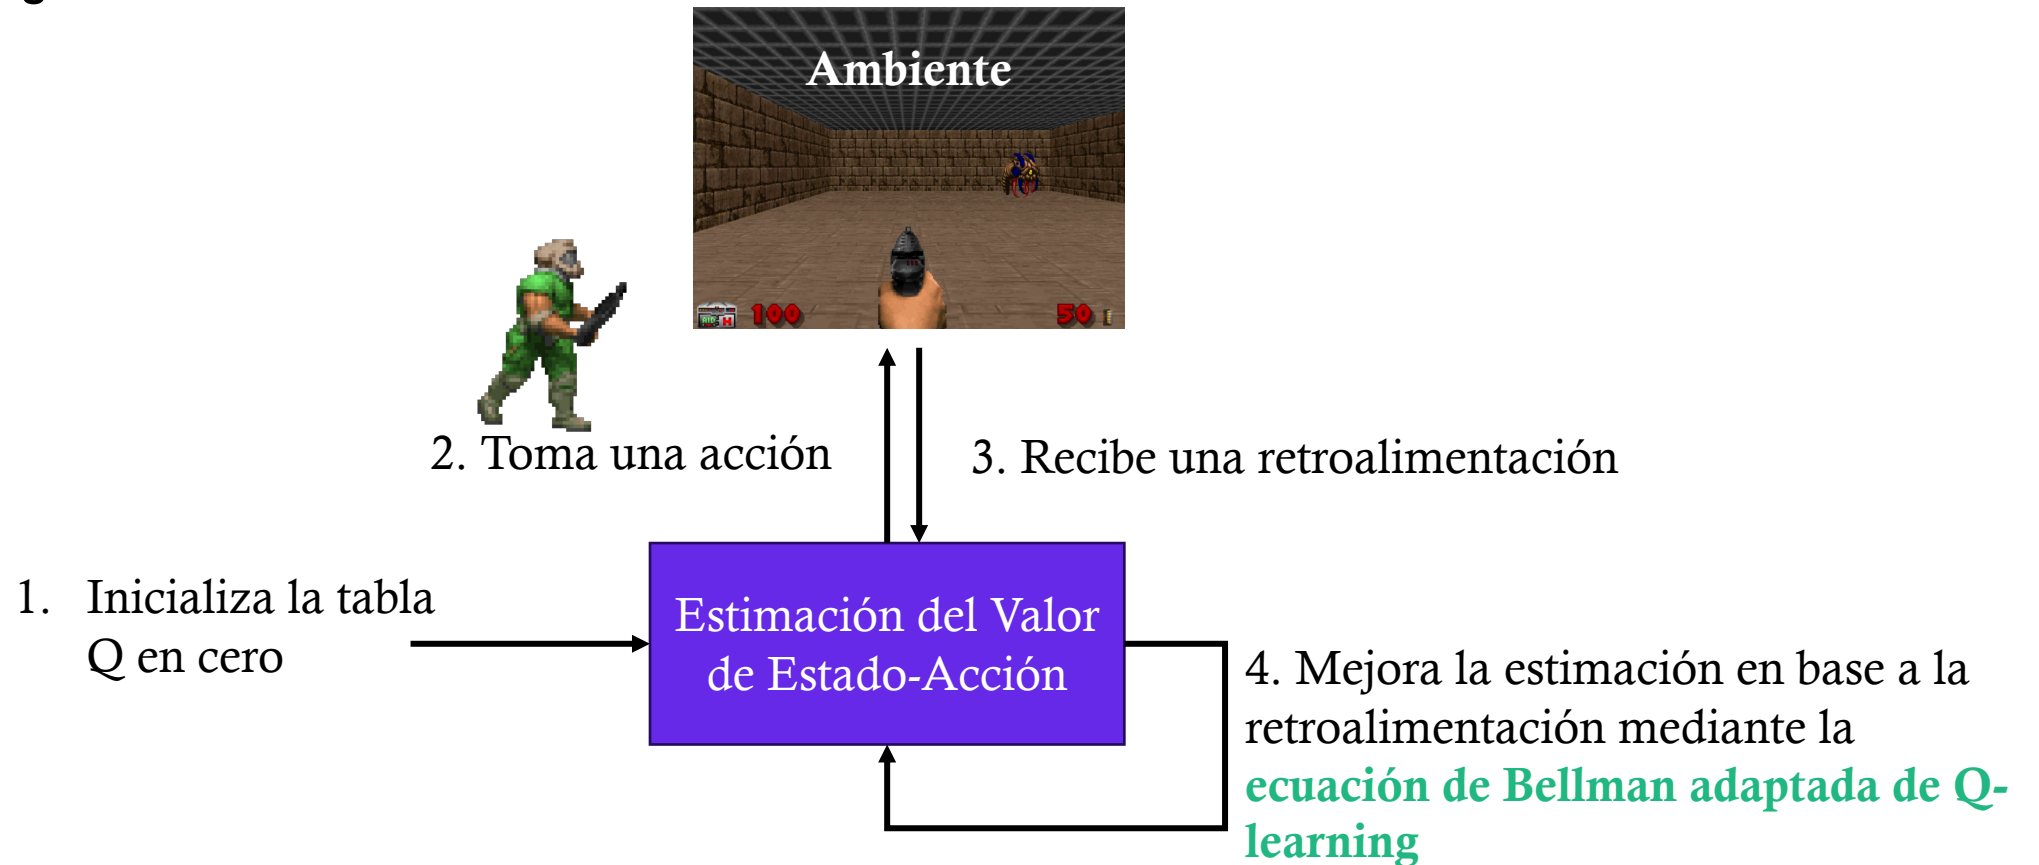 Ambiente
100
50
2. Toma una acción
3. Recibe una retroalimentación
1. Inicializa la tabla
Q en cero
Estimación del Valor
de Estado-Acción
4. Mejora la estimación en base a la
retroalimentación mediante la
ecuación de Bellman adaptada de Q-
learning